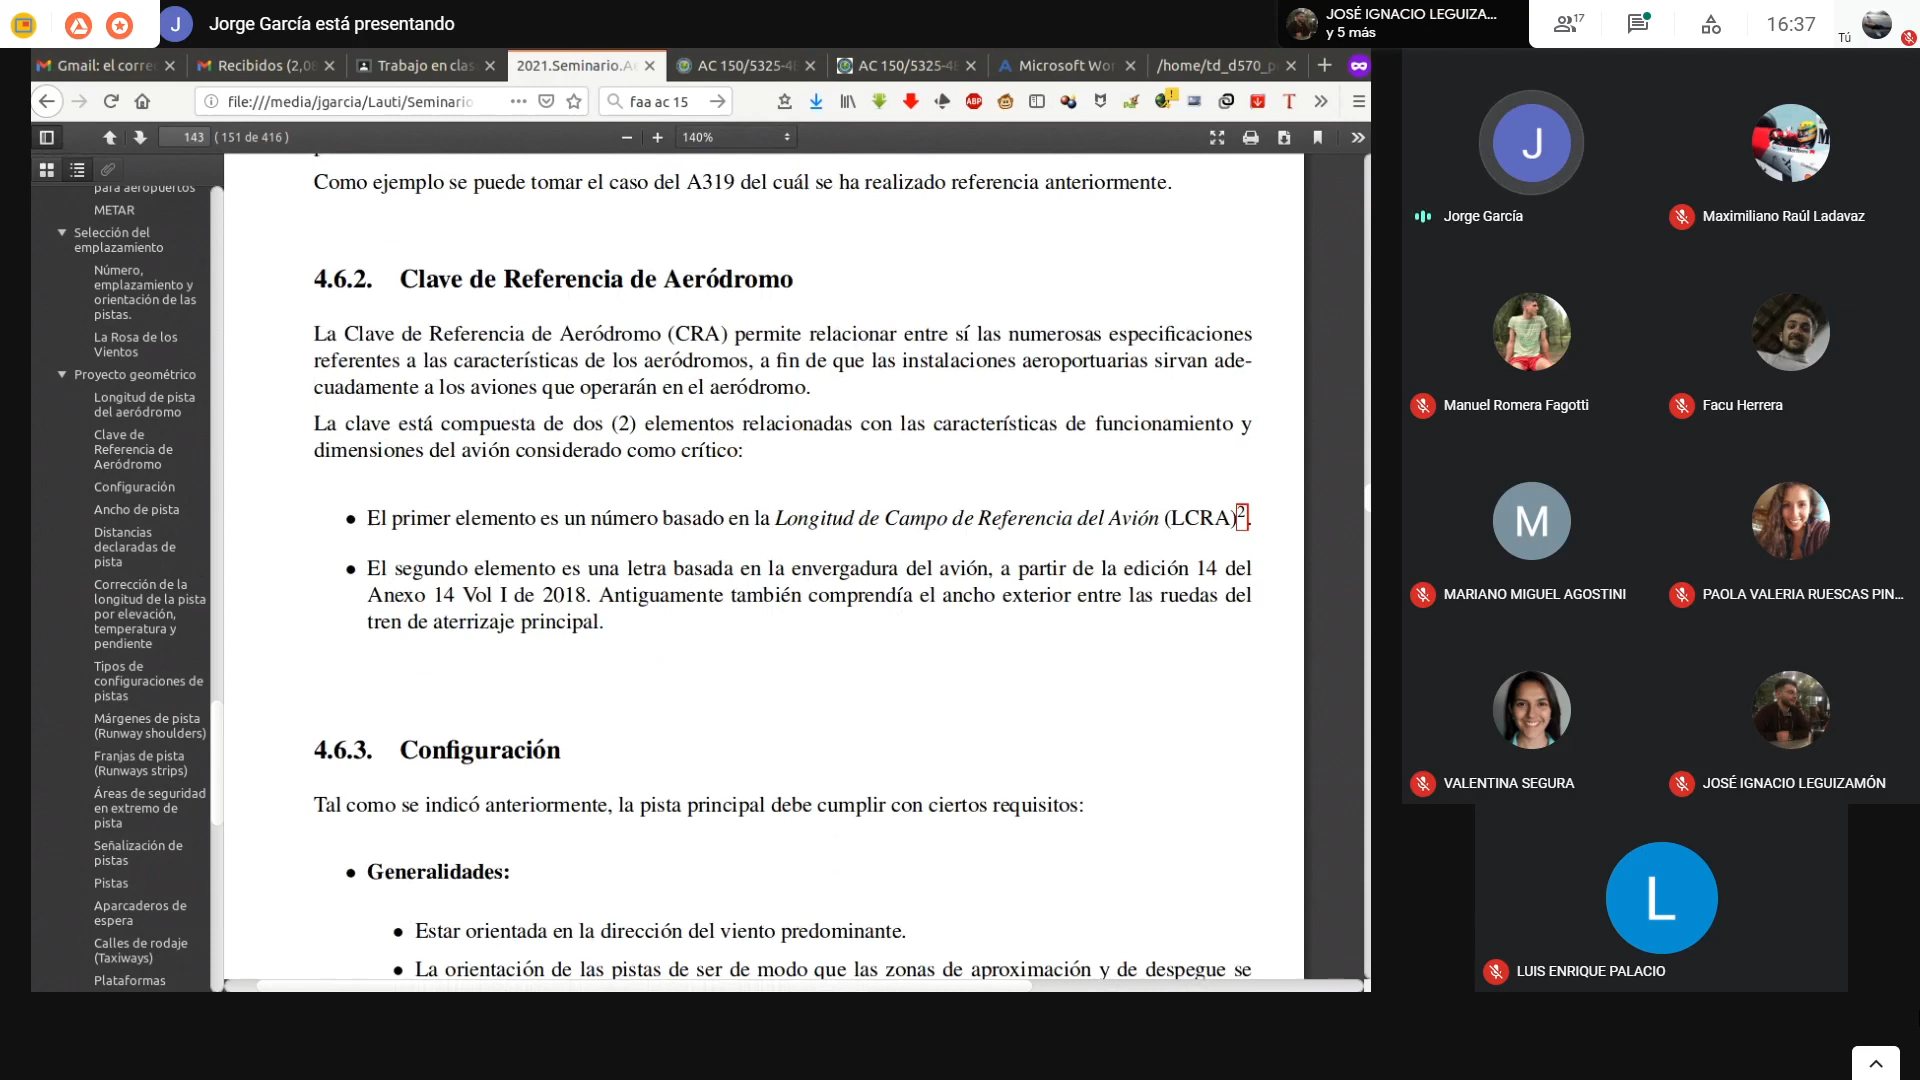 J Jorge García está presentando
JOSÉ IGNACIO LEGUIZA...
y 5 más
17
16:37
Tú
Gmail: el corre
Recibidos (2,08
Trabajo en clas
2021.Seminario.Ae
AC 150/5325-4B
AC 150/5325-4B
Microsoft Wor
/home/td_d570_p
file:///media/jgarcia/Lauti/Seminario
faa ac 15
ABP
143 (151 de 416)
140%
para aeropuertos
METAR
Selección del
emplazamiento
Número,
emplazamiento y
orientación de las
pistas.
La Rosa de los
Vientos
Proyecto geométrico
Longitud de pista
del aeródromo
Clave de
Referencia de
Aeródromo
Configuración
Ancho de pista
Distancias
declaradas de
pista
Corrección de la
longitud de la pista
por elevación,
temperatura y
pendiente
Tipos de
configuraciones de
pistas
Márgenes de pista
(Runway shoulders)
Franjas de pista
(Runways strips)
Áreas de seguridad
en extremo de
pista
Señalización de
pistas
Pistas
Aparcaderos de
espera
Calles de rodaje
(Taxiways)
Plataformas
Como ejemplo se puede tomar el caso del A319 del cuál se ha realizado referencia anteriormente.
4.6.2. Clave de Referencia de Aeródromo
La Clave de Referencia de Aeródromo (CRA) permite relacionar entre sí las numerosas especificaciones
referentes a las características de los aeródromos, a fin de que las instalaciones aeroportuarias sirvan ade-
cuadamente a los aviones que operarán en el aeródromo.
La clave está compuesta de dos (2) elementos relacionadas con las características de funcionamiento y
dimensiones del avión considerado como crítico:
• El primer elemento es un número basado en la Longitud de Campo de Referencia del Avión (LCRA)2.
• El segundo elemento es una letra basada en la envergadura del avión, a partir de la edición 14 del
Anexo 14 Vol I de 2018. Antiguamente también comprendía el ancho exterior entre las ruedas del
tren de aterrizaje principal.
4.6.3. Configuración
Tal como se indicó anteriormente, la pista principal debe cumplir con ciertos requisitos:
• Generalidades:
• Estar orientada en la dirección del viento predominante.
• La orientación de las pistas de ser de modo que las zonas de aproximación y de despegue se
J
Jorge García
Maximiliano Raúl Ladavaz
Manuel Romera Fagotti
Facu Herrera
M
MARIANO MIGUEL AGOSTINI
PAOLA VALERIA RUESCAS PIN...
VALENTINA SEGURA
JOSÉ IGNACIO LEGUIZAMÓN
L
LUIS ENRIQUE PALACIO